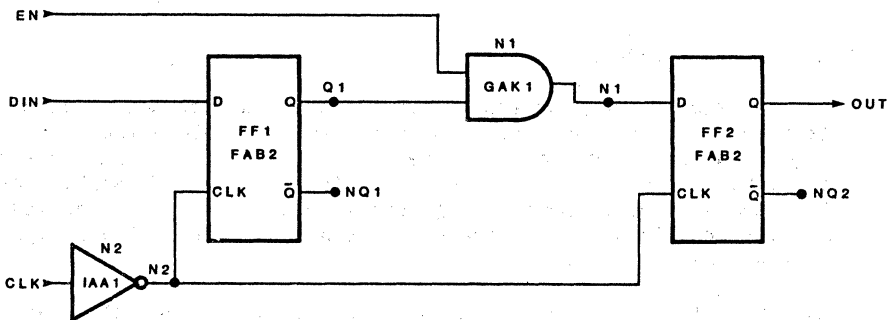 EN
N1
GAK1
DIN
D
Q
Q1
FF1
FAB2
CLK
Q̅
NQ1
N1
D
Q
OUT
FF2
FAB2
CLK
Q̅
NQ2
CLK
N2
IAA1
N2